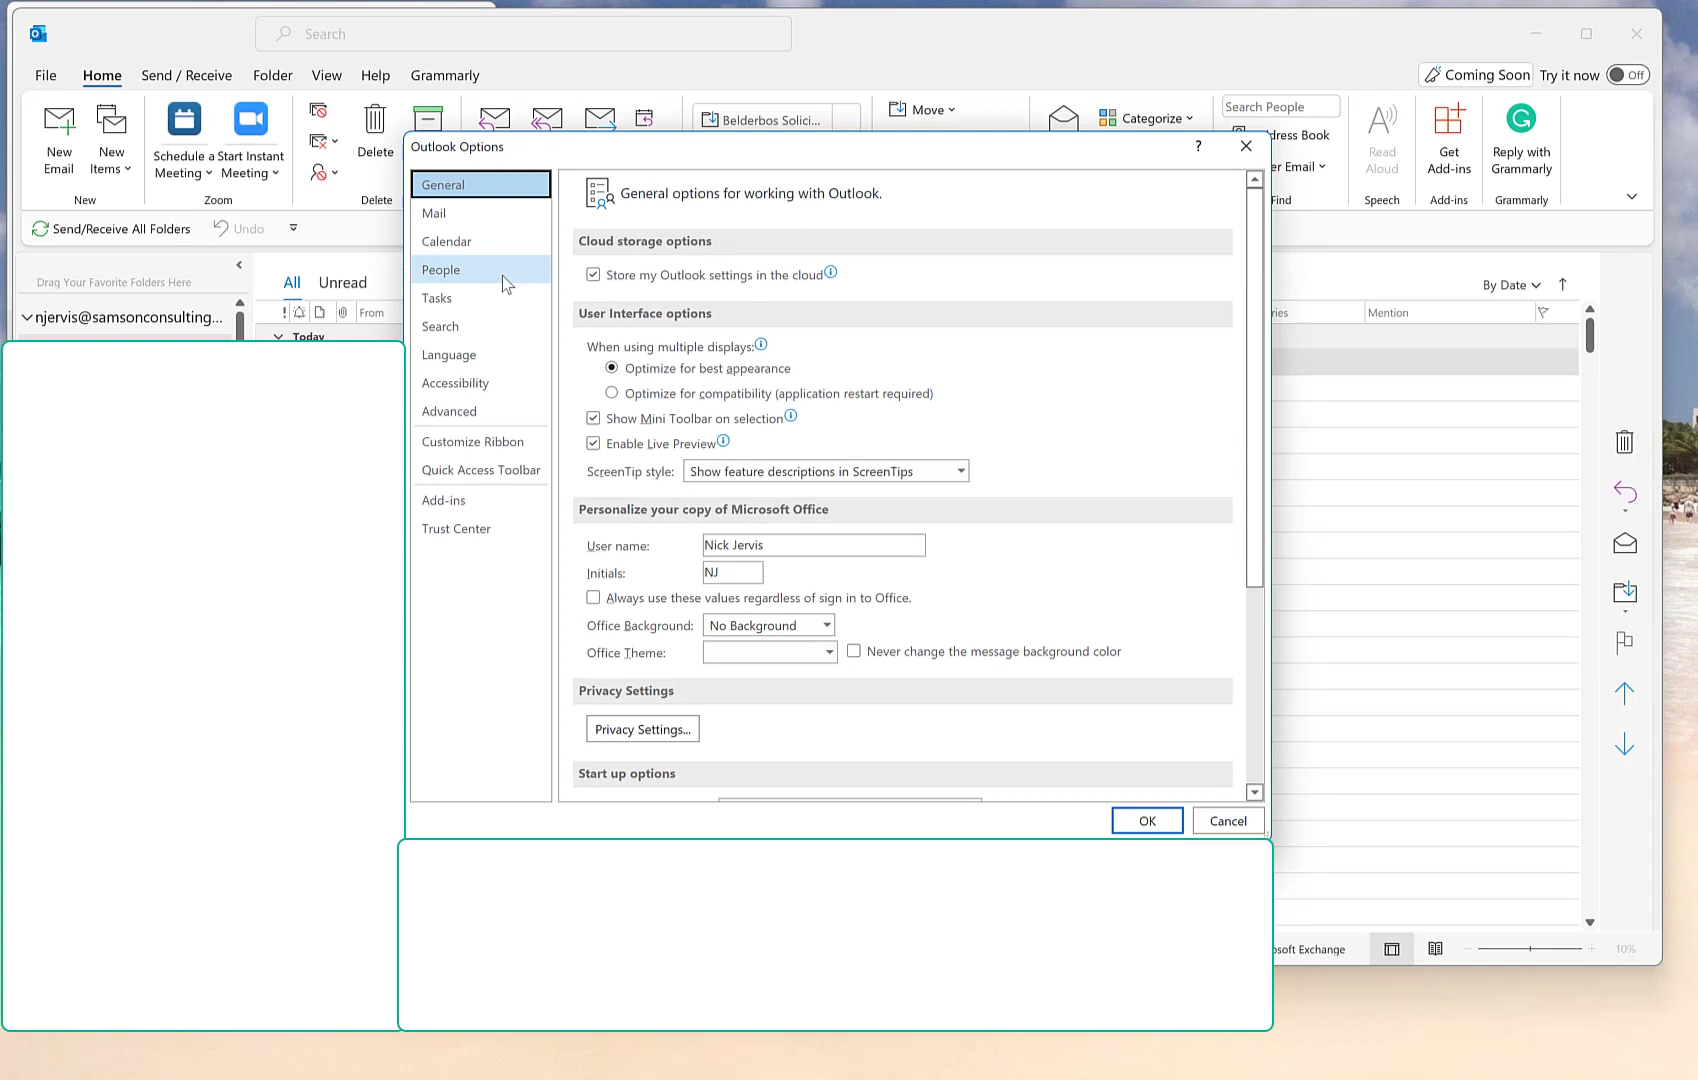 Search
File Home Send / Receive Folder View Help Grammarly
Coming Soon Try it now Off
New
Email
New
Items
New
Schedule a
Meeting
Start Instant
Meeting
Zoom
Delete
Delete
Belderbos Solici...
Move
Categorize
Search People
dress Book
er Email
Find
Read
Aloud
Speech
Get
Add-ins
Add-ins
Reply with
Grammarly
Grammarly
Send/Receive All Folders Undo
Drag Your Favorite Folders Here
njervis@samsonconsulting...
All Unread
By Date
From
ries
Mention
Today
Outlook Options
General
Mail
Calendar
People
Tasks
Search
Language
Accessibility
Advanced
Customize Ribbon
Quick Access Toolbar
Add-ins
Trust Center
General options for working with Outlook.
Cloud storage options
Store my Outlook settings in the cloud
User Interface options
When using multiple displays:
Optimize for best appearance
Optimize for compatibility (application restart required)
Show Mini Toolbar on selection
Enable Live Preview
ScreenTip style: Show feature descriptions in ScreenTips
Personalize your copy of Microsoft Office
User name: Nick Jervis
Initials: NJ
Always use these values regardless of sign in to Office.
Office Background: No Background
Office Theme:
Never change the message background color
Privacy Settings
Privacy Settings...
Start up options
OK Cancel
osoft Exchange
10%